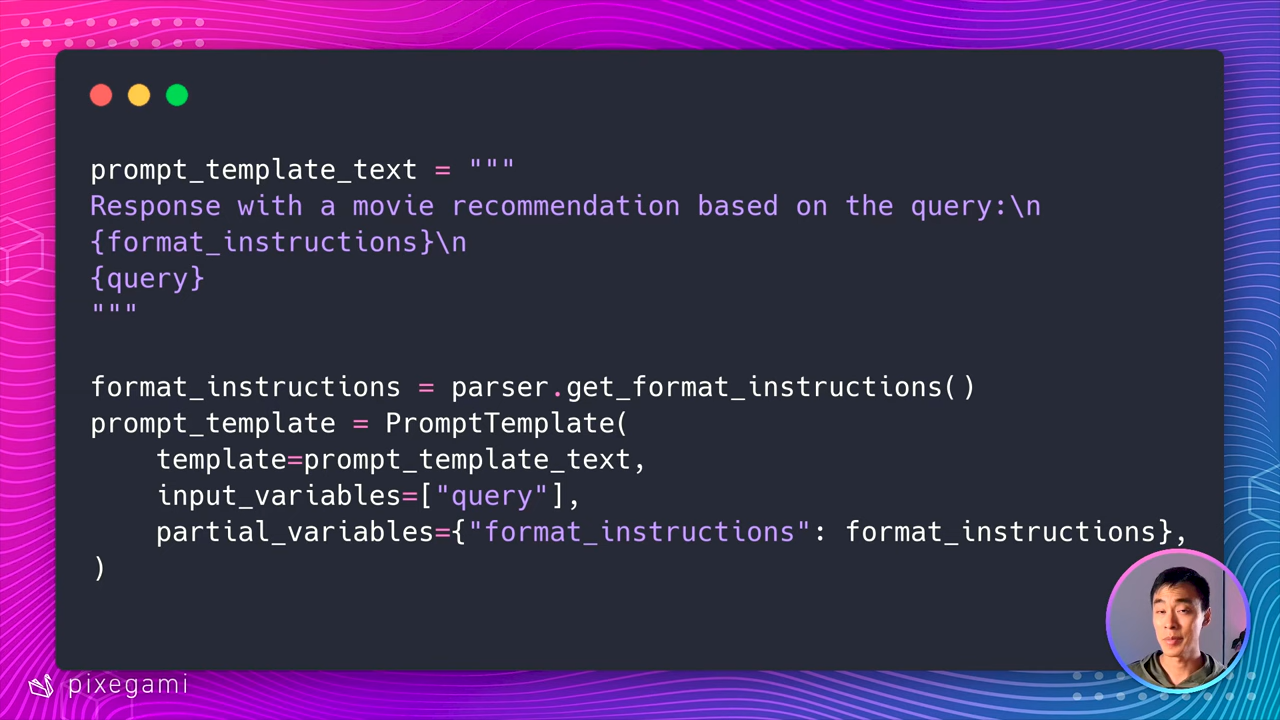 prompt_template_text = """
Response with a movie recommendation based on the query:\n
{format_instructions}\n
{query}
"""
format_instructions = parser.get_format_instructions()
prompt_template = PromptTemplate(
    template=prompt_template_text,
    input_variables=["query"],
    partial_variables={"format_instructions": format_instructions},
)
pixegami